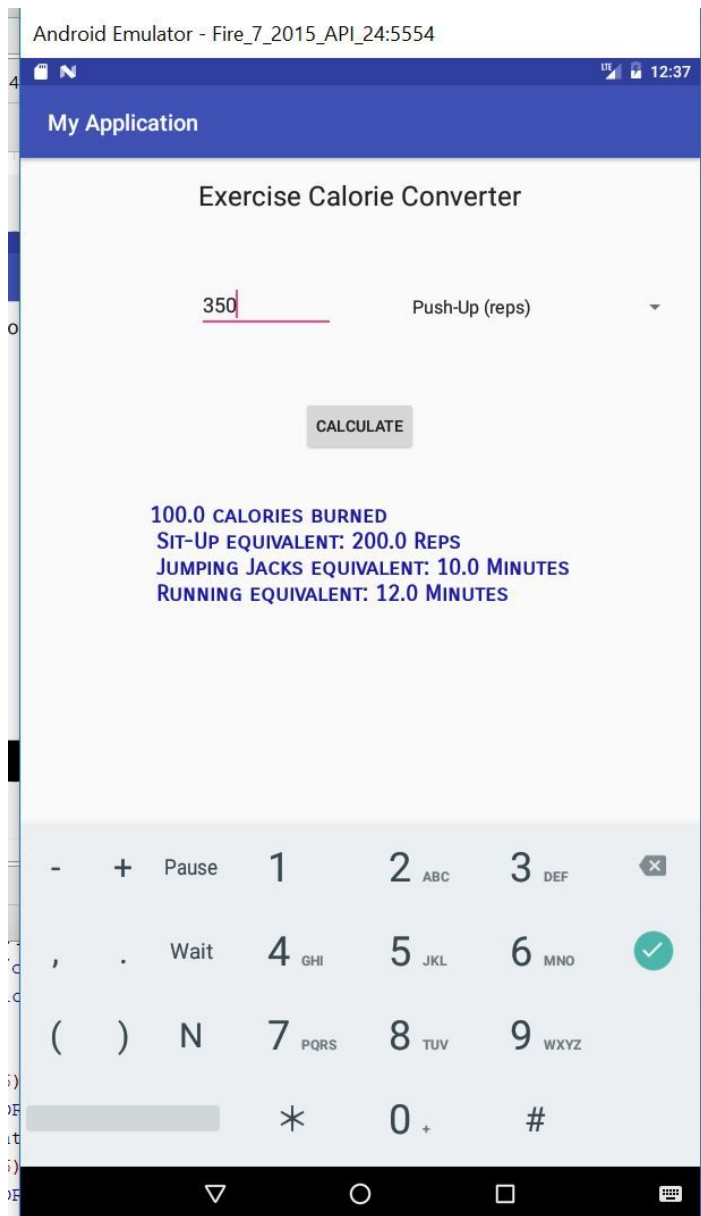 Android Emulator - Fire_7_2015_API_24:5554
LTE 12:37
My Application
Exercise Calorie Converter
350 Push-Up (reps)
CALCULATE
100.0 CALORIES BURNED
SIT-UP EQUIVALENT: 200.0 REPS
JUMPING JACKS EQUIVALENT: 10.0 MINUTES
RUNNING EQUIVALENT: 12.0 MINUTES
- + Pause 1 2 ABC 3 DEF
, . Wait 4 GHI 5 JKL 6 MNO
( ) N 7 PQRS 8 TUV 9 WXYZ
* 0 + #